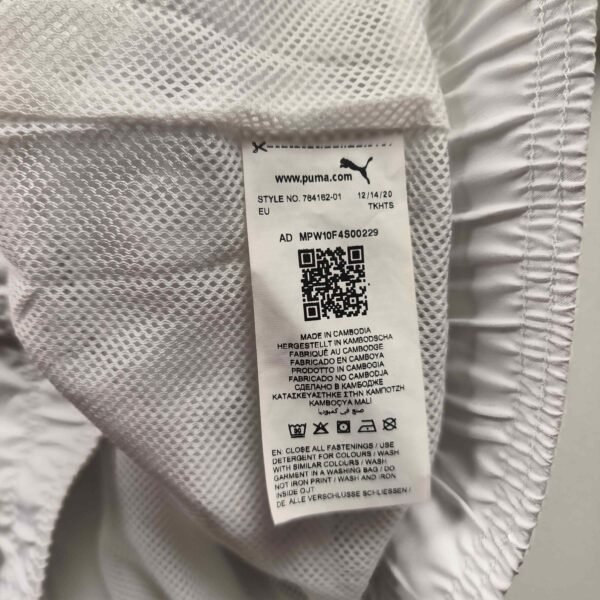 www.puma.com
STYLE NO. 764162-01 12/14/20
EU TKHTS
AD MPW10F4S00229
MADE IN CAMBODIA
HERGESTELLT IN KAMBODSCHA
FABRIQUÉ AU CAMBODGE
FABRICADO EN CAMBOYA
PRODOTTO IN CAMBOGIA
FABRICADO NO CAMBODJA
СДЕЛАНО В КАМБОДЖЕ
ΚΑΤΑΣΚΕΥΑΣΤΗΚΕ ΣΤΗΝ ΚΑΜΠΟΤΖΗ
KAMBOÇYA MALI
صنع في كمبوديا
EN: CLOSE ALL FASTENINGS / USE
DETERGENT FOR COLOURS / WASH
WITH SIMILAR COLOURS / WASH
GARMENT IN A WASHING BAG / DO
NOT IRON PRINT / WASH AND IRON
INSIDE OUT
DE: ALLE VERSCHLÜSSE SCHLIESSEN /